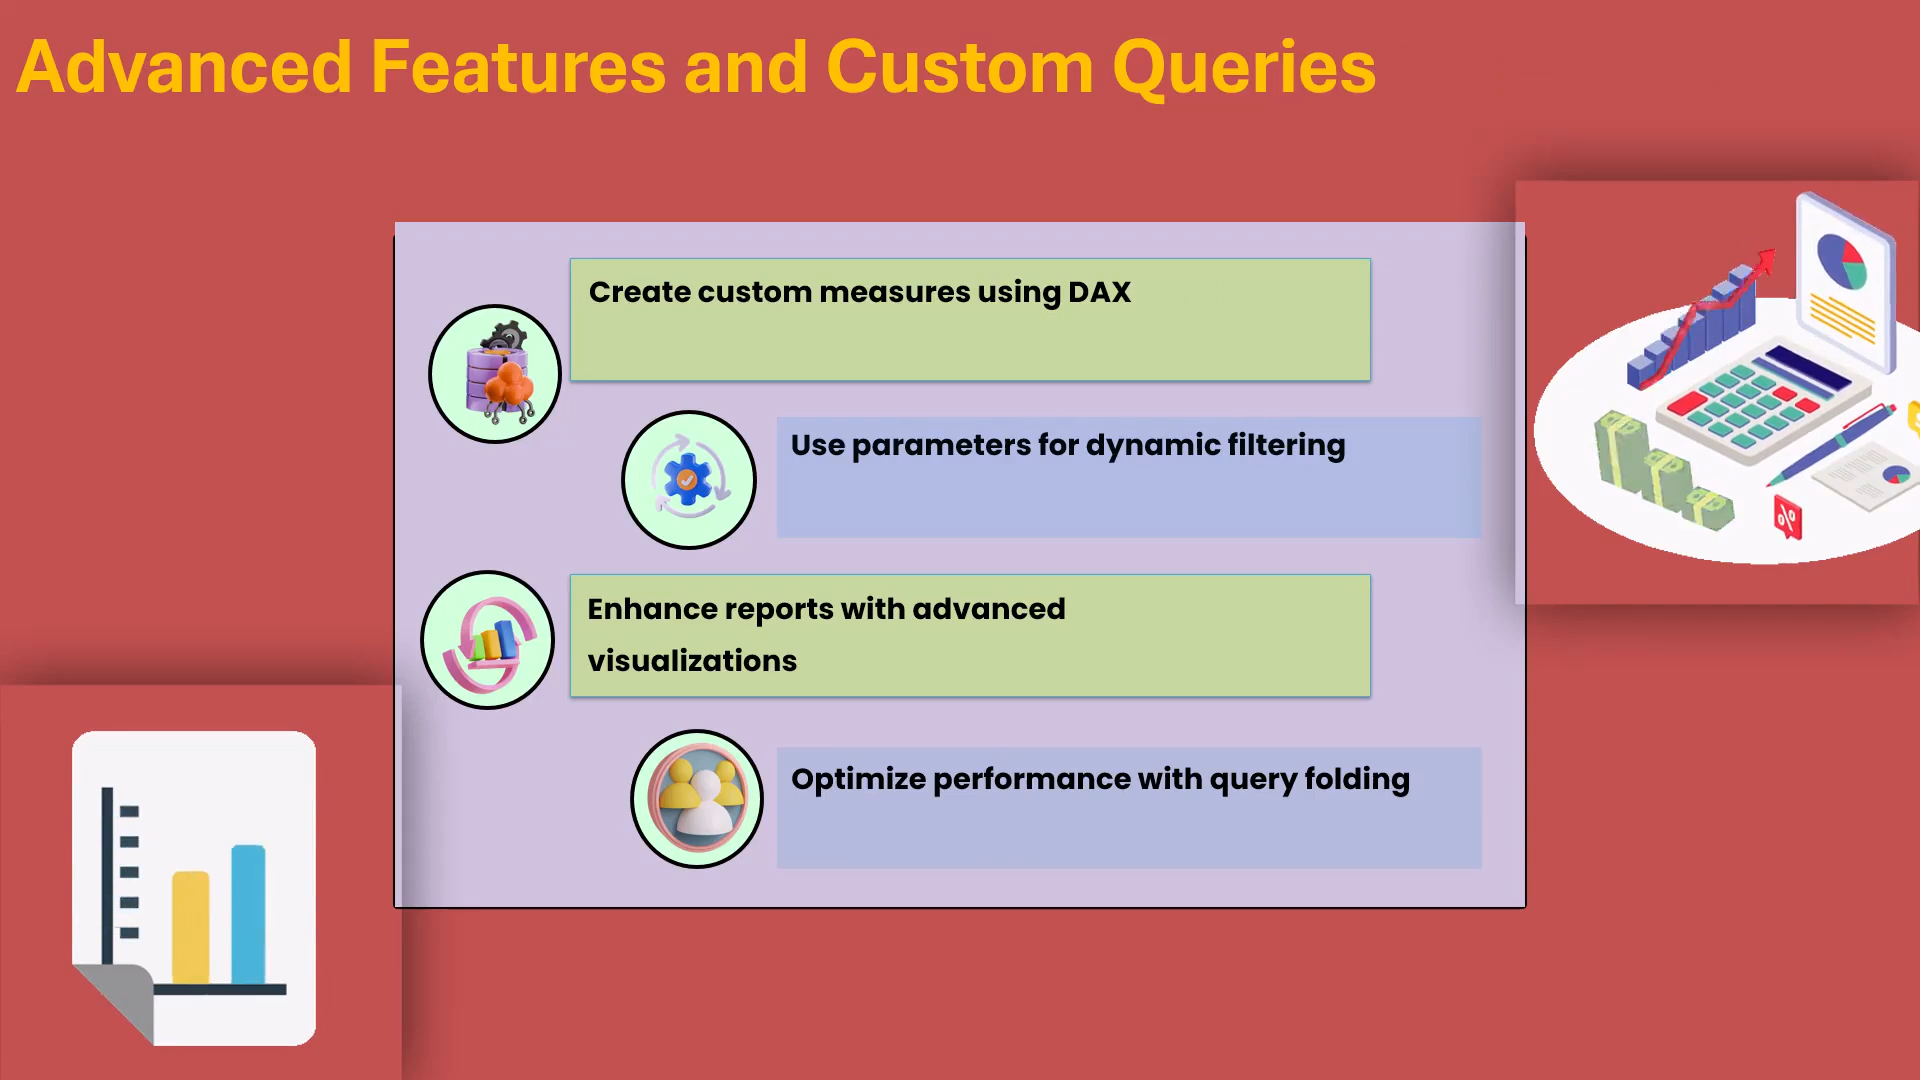 Advanced Features and Custom Queries
Create custom measures using DAX
Use parameters for dynamic filtering
Enhance reports with advanced
visualizations
Optimize performance with query folding
%